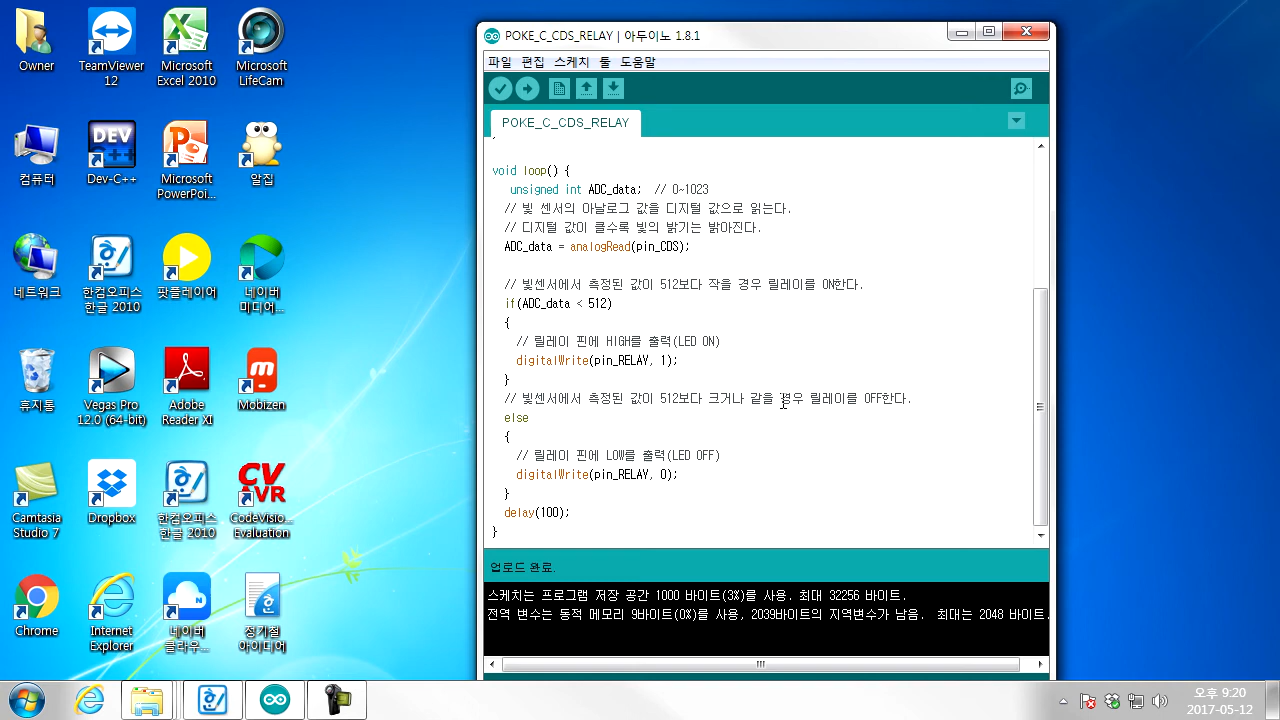 Owner
TeamViewer 12
Microsoft Excel 2010
Microsoft LifeCam
컴퓨터
DEV
Dev-C++
Microsoft PowerPoi...
알집
네트워크
한컴오피스 한글 2010
팟플레이어
네이버 미디어...
휴지통
Vegas Pro 12.0 (64-bit)
Adobe Reader XI
Mobizen
Camtasia Studio 7
Dropbox
한컴오피스 한글 2010
CV AVR
CodeVision... Evaluation
Chrome
Internet Explorer
네이버 클라우...
아이디어
POKE_C_CDS_RELAY | 아두이노 1.8.1
파일 편집 스케치 툴 도움말
POKE_C_CDS_RELAY
void loop() {
unsigned int ADC_data; // 0~1023
// 빛 센서의 아날로그 값을 디지털 값으로 읽는다.
// 디지털 값이 클수록 빛의 밝기는 밝아진다.
ADC_data = analogRead(pin_CDS);
// 빛센서에서 측정된 값이 512보다 작을 경우 릴레이를 ON한다.
if(ADC_data < 512)
{
// 릴레이 핀에 HIGH를 출력(LED ON)
digitalWrite(pin_RELAY, 1);
}
// 빛센서에서 측정된 값이 512보다 크거나 같을 경우 릴레이를 OFF한다.
else
{
// 릴레이 핀에 LOW를 출력(LED OFF)
digitalWrite(pin_RELAY, 0);
}
delay(100);
}
업로드 완료.
스케치는 프로그램 저장 공간 1000 바이트(3%)를 사용. 최대 32256 바이트.
전역 변수는 동적 메모리 9바이트(0%)를 사용, 2039바이트의 지역변수가 남음. 최대는 2048 바이트.
오후 9:20
2017-05-12